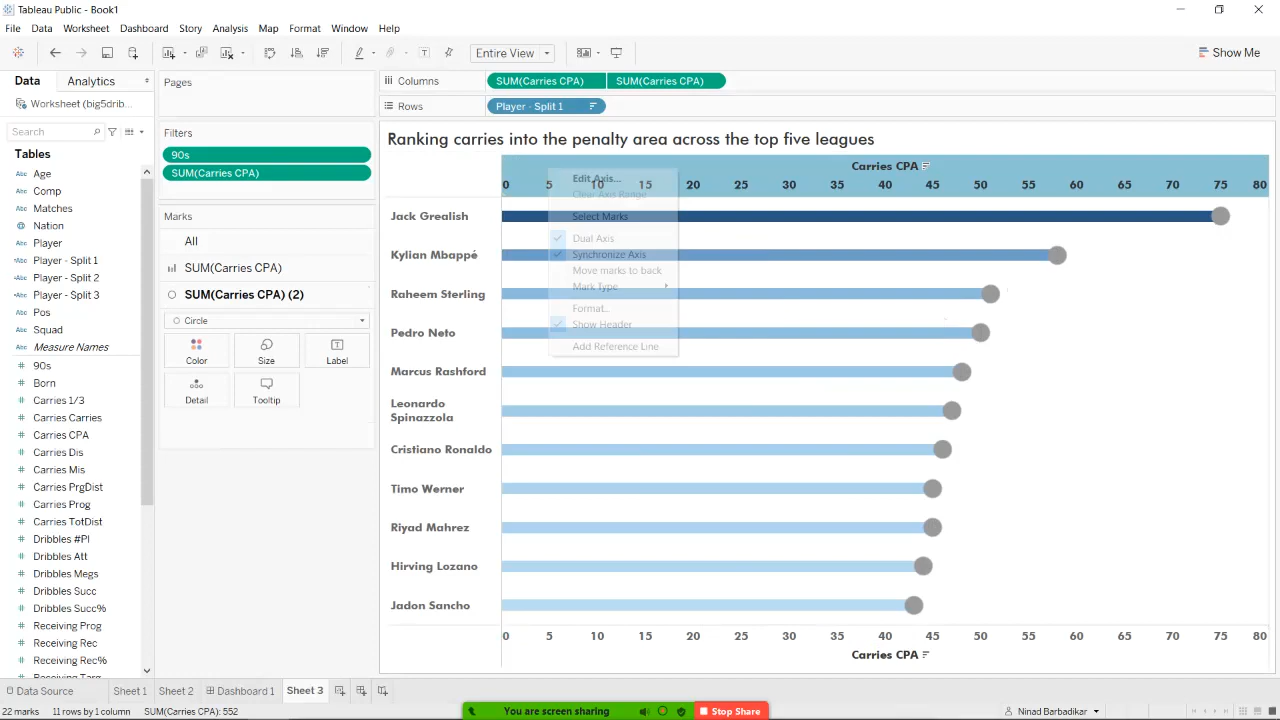 Tableau Public - Book1
File Data Worksheet Dashboard Story Analysis Map Format Window Help
Entire View
Show Me
Data Analytics
Worksheet (big5drib...
Search
Tables
Age
Comp
Matches
Nation
Player
Player - Split 1
Player - Split 2
Player - Split 3
Pos
Squad
Measure Names
90s
Born
Carries 1/3
Carries Carries
Carries CPA
Carries Dis
Carries Mis
Carries PrgDist
Carries Prog
Carries TotDist
Dribbles #Pl
Dribbles Att
Dribbles Megs
Dribbles Succ
Dribbles Succ%
Receiving Prog
Receiving Rec
Receiving Rec%
Receiving Targ
Pages
Filters
90s
SUM(Carries CPA)
Marks
All
SUM(Carries CPA)
SUM(Carries CPA) (2)
Circle
Color Size Label
Detail Tooltip
Columns SUM(Carries CPA) SUM(Carries CPA)
Rows Player - Split 1
Ranking carries into the penalty area across the top five leagues
Carries CPA
0 5 10 15 20 25 30 35 40 45 50 55 60 65 70 75 80
Edit Axis...
Clear Axis Range
Select Marks
Dual Axis
Synchronize Axis
Move marks to back
Mark Type
Format...
Show Header
Add Reference Line
Jack Grealish
Kylian Mbappé
Raheem Sterling
Pedro Neto
Marcus Rashford
Leonardo
Spinazzola
Cristiano Ronaldo
Timo Werner
Riyad Mahrez
Hirving Lozano
Jadon Sancho
0 5 10 15 20 25 30 35 40 45 50 55 60 65 70 75 80
Carries CPA
Data Source Sheet 1 Sheet 2 Dashboard 1 Sheet 3
22 marks 11 rows by 1 column SUM(Carries CPA): 552
You are screen sharing Stop Share
Ninad Barbadikar